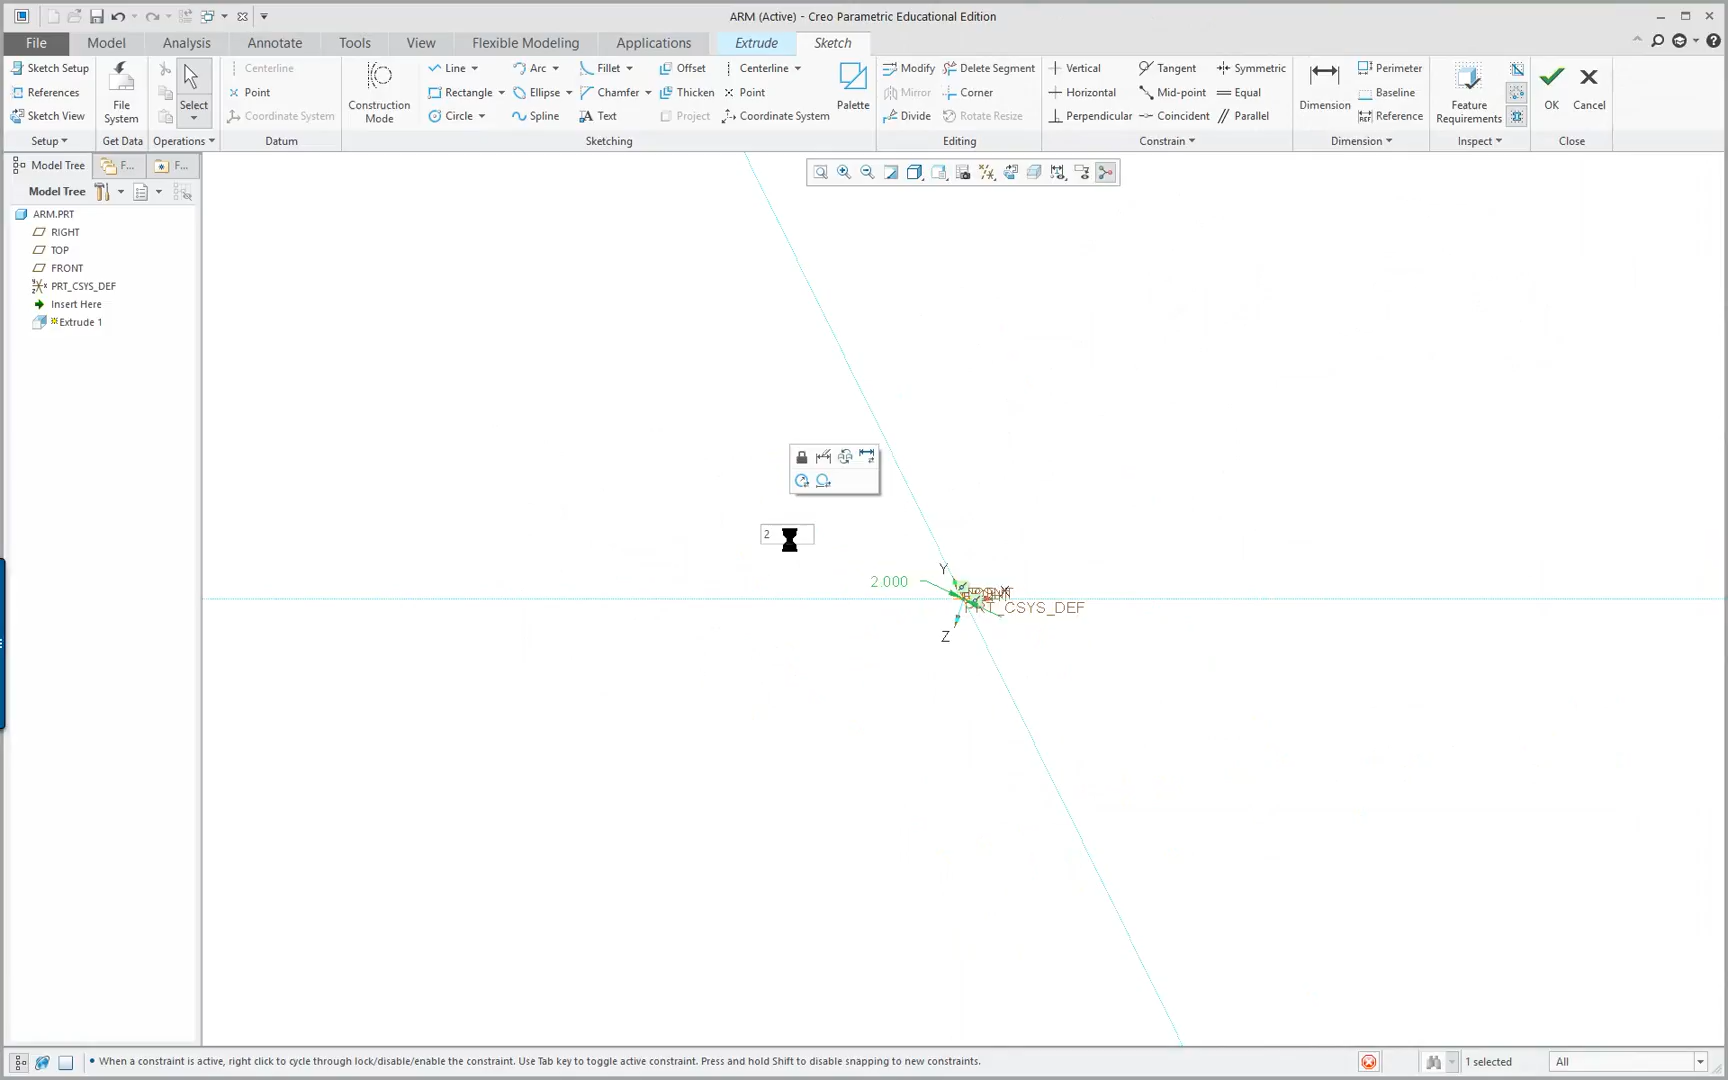 ARM (Active) - Creo Parametric Educational Edition
File Model Analysis Annotate Tools View Flexible Modeling Applications Extrude Sketch
Sketch Setup Centerline Line Arc Fillet Offset Centerline Modify Delete Segment Vertical Tangent Symmetric Perimeter
References Point Rectangle Ellipse Chamfer Thicken Point Mirror Corner Horizontal Mid-point Equal Baseline
Sketch View File System Select Coordinate System Construction Mode Circle Spline Text Project Coordinate System Palette Divide Rotate Resize Perpendicular Coincident Parallel Dimension Reference Feature Requirements OK Cancel
Setup Get Data Operations Datum Sketching Editing Constrain Dimension Inspect Close
Model Tree F... F...
Model Tree
ARM.PRT
RIGHT
TOP
FRONT
PRT_CSYS_DEF
Insert Here
Extrude 1
2
Y
2.000
PRT_CSYS_DEF
Z
When a constraint is active, right click to cycle through lock/disable/enable the constraint. Use Tab key to toggle active constraint. Press and hold Shift to disable snapping to new constraints.
1 selected All